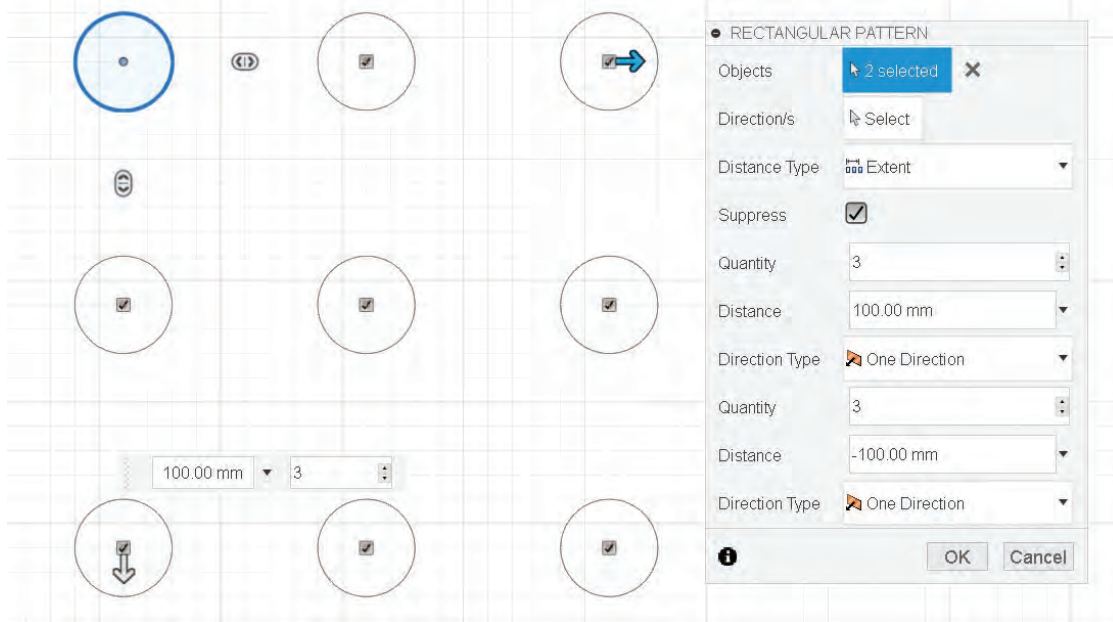 RECTANGULAR PATTERN
Objects
2 selected
Direction/s
Select
Distance Type
Extent
Suppress
Quantity
3
Distance
100.00 mm
Direction Type
One Direction
Quantity
3
Distance
-100.00 mm
Direction Type
One Direction
OK
Cancel
100.00 mm
3